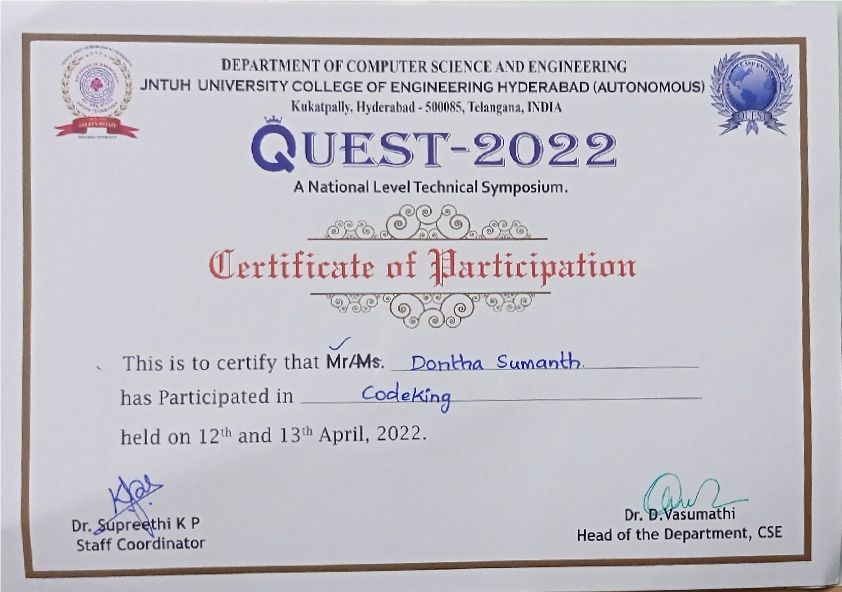 DEPARTMENT OF COMPUTER SCIENCE AND ENGINEERING
JNTUH UNIVERSITY COLLEGE OF ENGINEERING HYDERABAD (AUTONOMOUS)
Kukatpally, Hyderabad - 500085, Telangana, INDIA
QUEST
QUEST-2022
A National Level Technical Symposium.
Certificate of Participation
This is to certify that Mr/Ms. Dontha Sumanth.
has Participated in Codeking
held on 12th and 13th April, 2022.
Dr. Supreethi K P
Staff Coordinator
Dr. D.Vasumathi
Head of the Department, CSE